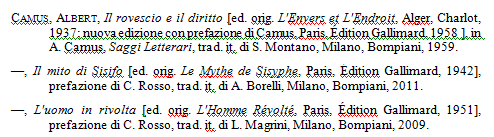 CAMUS, ALBERT, Il rovescio e il diritto [ed. orig. L'Envers et L'Endroit, Alger, Charlot,
1937; nuova edizione con prefazione di Camus, Paris, Edition Gallimard, 1958 ], in
A. Camus, Saggi Letterari, trad. it, di S. Montano, Milano, Bompiani, 1959.
—, Il mito di Sisifo [ed. orig. Le Mythe de Sisyphe, Paris, Edition Gallimard, 1942],
prefazione di C. Rosso, trad. it, di A. Borelli, Milano, Bompiani, 2011.
—, L'uomo in rivolta [ed. orig. L'Homme Révolté, Paris, Édition Gallimard, 1951],
prefazione di C. Rosso, trad. it, di L. Magrini, Milano, Bompiani, 2009.